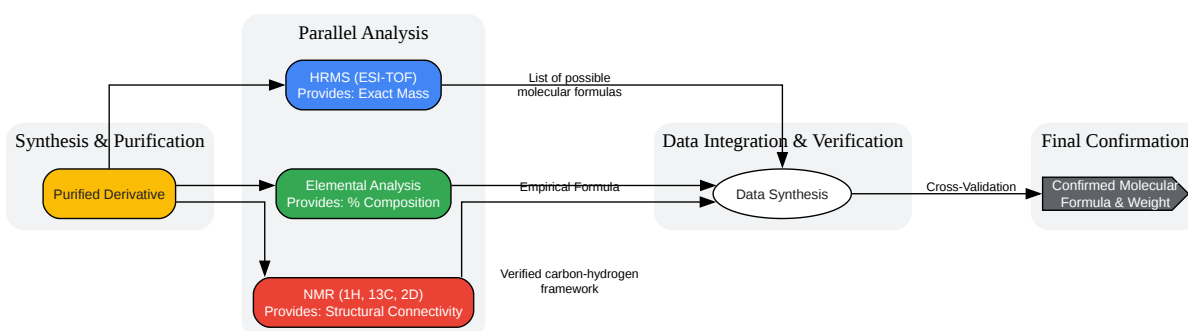 Parallel Analysis
HRMS (ESI-TOF)
Provides: Exact Mass
List of possible
molecular formulas
Synthesis & Purification
Purified Derivative
Elemental Analysis
Provides: % Composition
Empirical Formula
Data Integration & Verification
Data Synthesis
Cross-Validation
Final Confirmation
Confirmed Molecular
Formula & Weight
NMR (1H, 13C, 2D)
Provides: Structural Connectivity
Verified carbon-hydrogen
framework